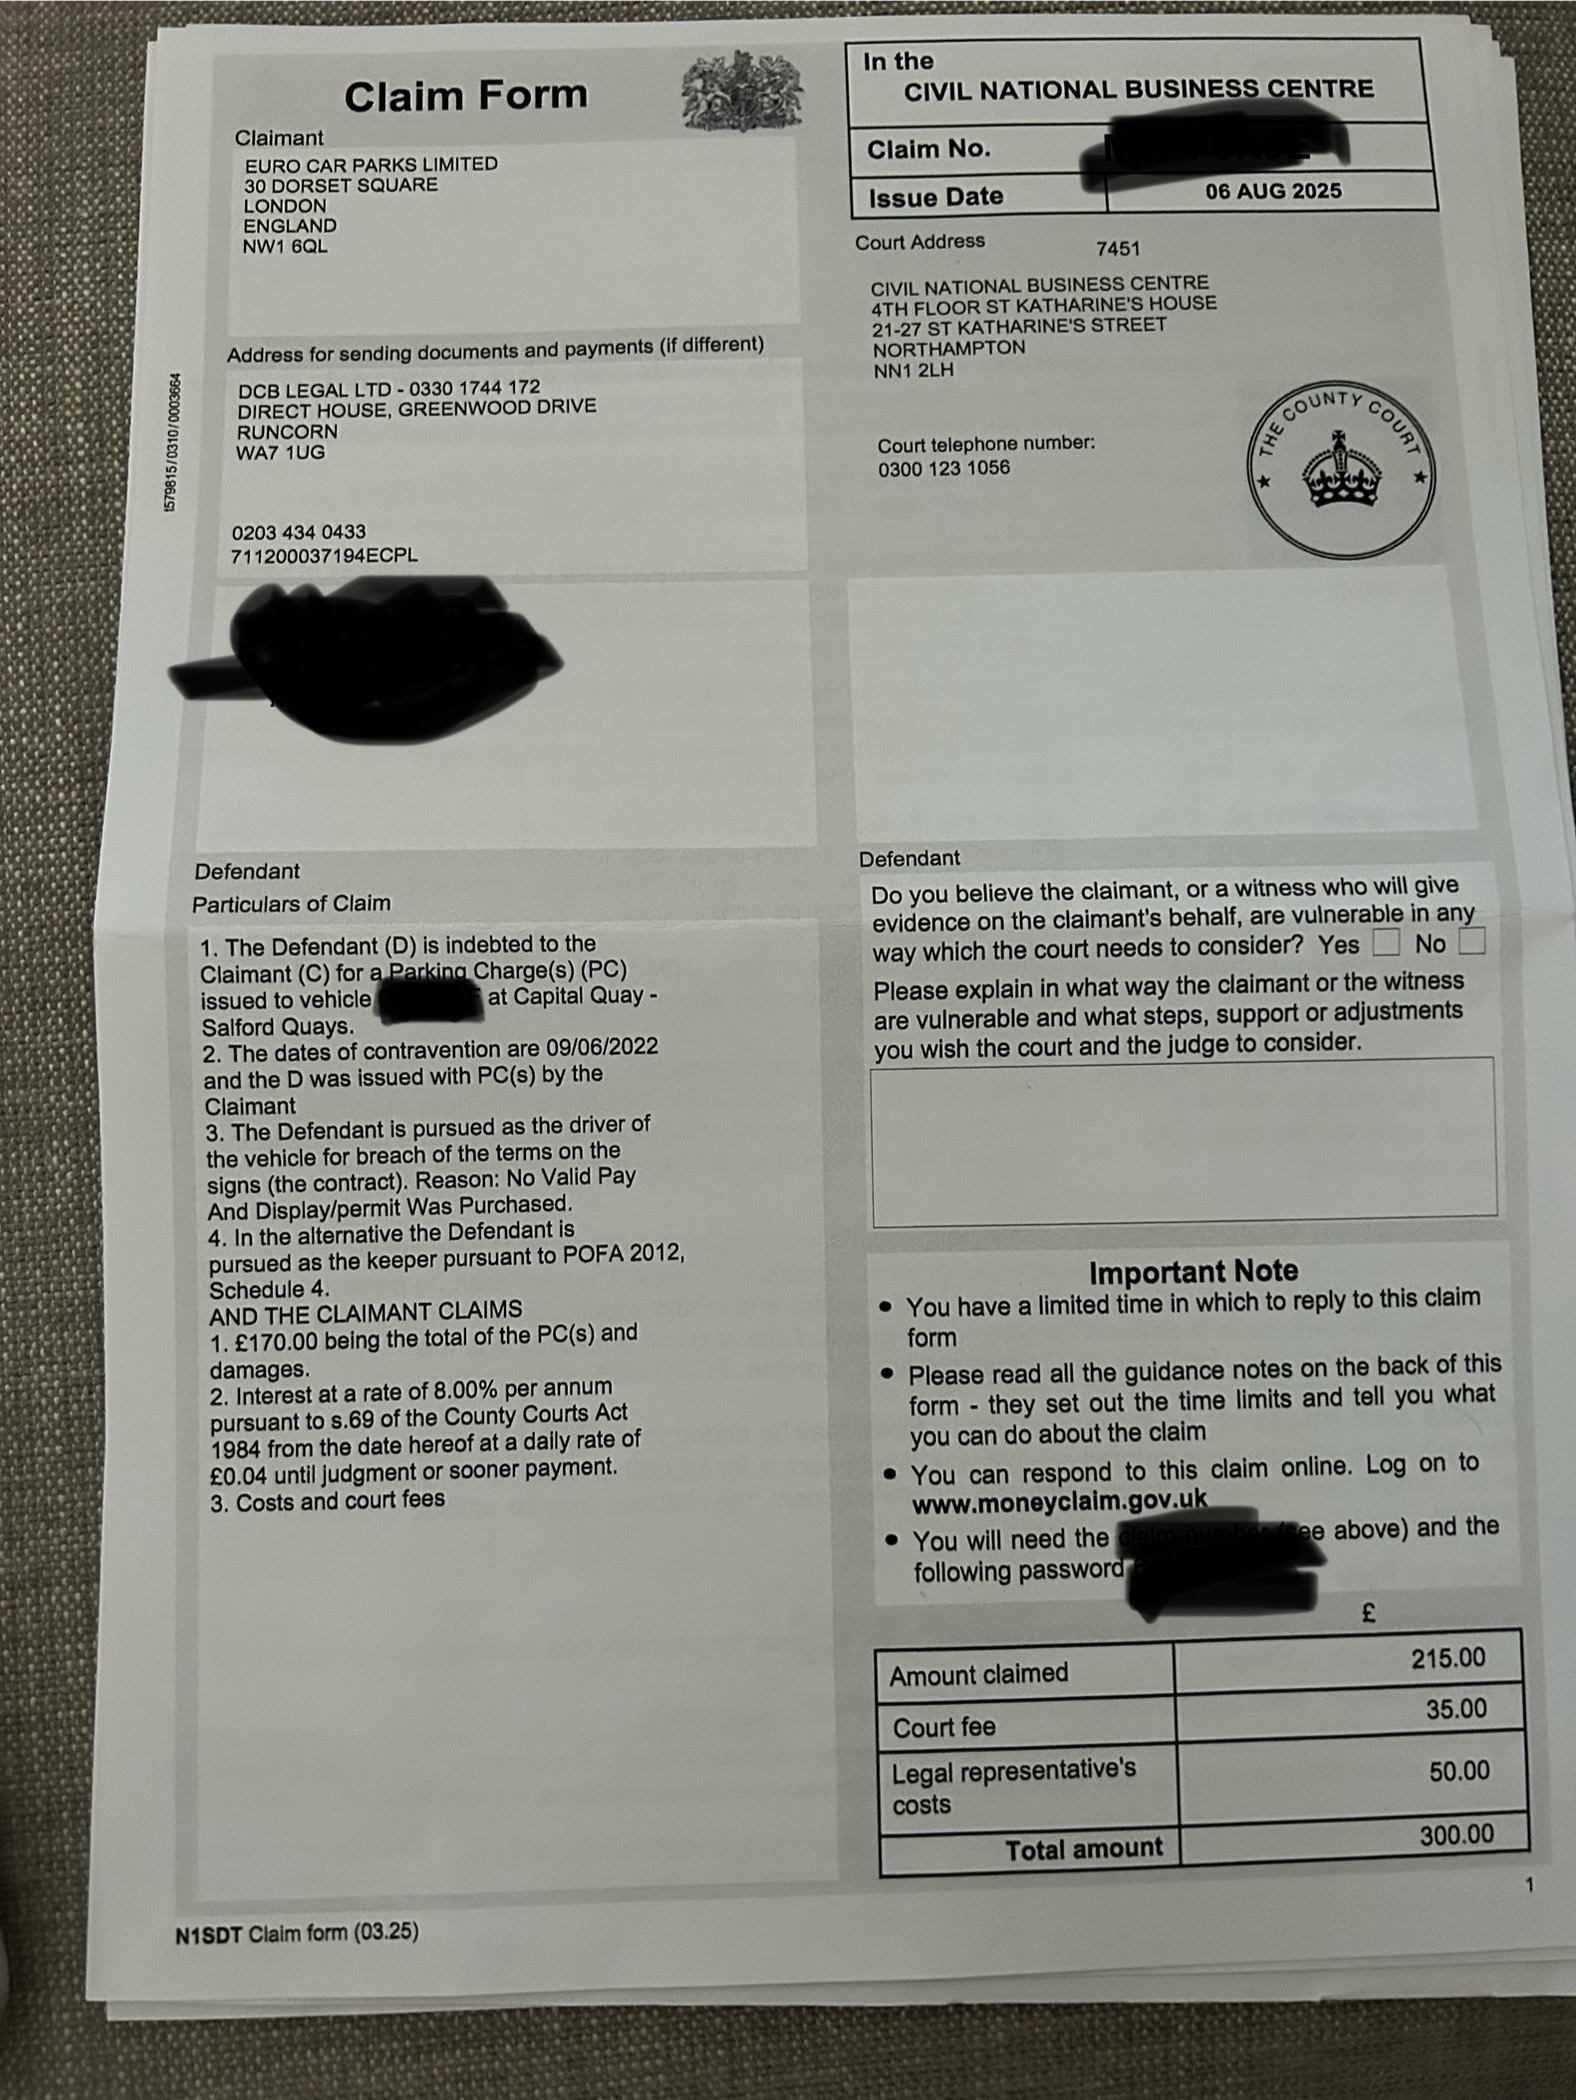 Claim Form
In the
CIVIL NATIONAL BUSINESS CENTRE
Claim No.
Issue Date
06 AUG 2025
Claimant
EURO CAR PARKS LIMITED
30 DORSET SQUARE
LONDON
ENGLAND
NW1 6QL
Court Address
7451
CIVIL NATIONAL BUSINESS CENTRE
4TH FLOOR ST KATHARINE'S HOUSE
21-27 ST KATHARINE'S STREET
NORTHAMPTON
NN1 2LH
Court telephone number:
0300 123 1056
THE COUNTY COURT
Address for sending documents and payments (if different)
DCB LEGAL LTD - 0330 1744 172
DIRECT HOUSE, GREENWOOD DRIVE
RUNCORN
WA7 1UG
0203 434 0433
711200037194ECPL
t579815/0310/0003664
Defendant
Particulars of Claim
1. The Defendant (D) is indebted to the
Claimant (C) for a Parking Charge(s) (PC)
issued to vehicle at Capital Quay -
Salford Quays.
2. The dates of contravention are 09/06/2022
and the D was issued with PC(s) by the
Claimant
3. The Defendant is pursued as the driver of
the vehicle for breach of the terms on the
signs (the contract). Reason: No Valid Pay
And Display/permit Was Purchased.
4. In the alternative the Defendant is
pursued as the keeper pursuant to POFA 2012,
Schedule 4.
AND THE CLAIMANT CLAIMS
1. £170.00 being the total of the PC(s) and
damages.
2. Interest at a rate of 8.00% per annum
pursuant to s.69 of the County Courts Act
1984 from the date hereof at a daily rate of
£0.04 until judgment or sooner payment.
3. Costs and court fees
Defendant
Do you believe the claimant, or a witness who will give
evidence on the claimant's behalf, are vulnerable in any
way which the court needs to consider? Yes No
Please explain in what way the claimant or the witness
are vulnerable and what steps, support or adjustments
you wish the court and the judge to consider.
Important Note
• You have a limited time in which to reply to this claim
form
• Please read all the guidance notes on the back of this
form - they set out the time limits and tell you what
you can do about the claim
• You can respond to this claim online. Log on to
www.moneyclaim.gov.uk
• You will need the claim number (see above) and the
following password
£
Amount claimed 215.00
Court fee 35.00
Legal representative's
costs 50.00
Total amount 300.00
1
N1SDT Claim form (03.25)